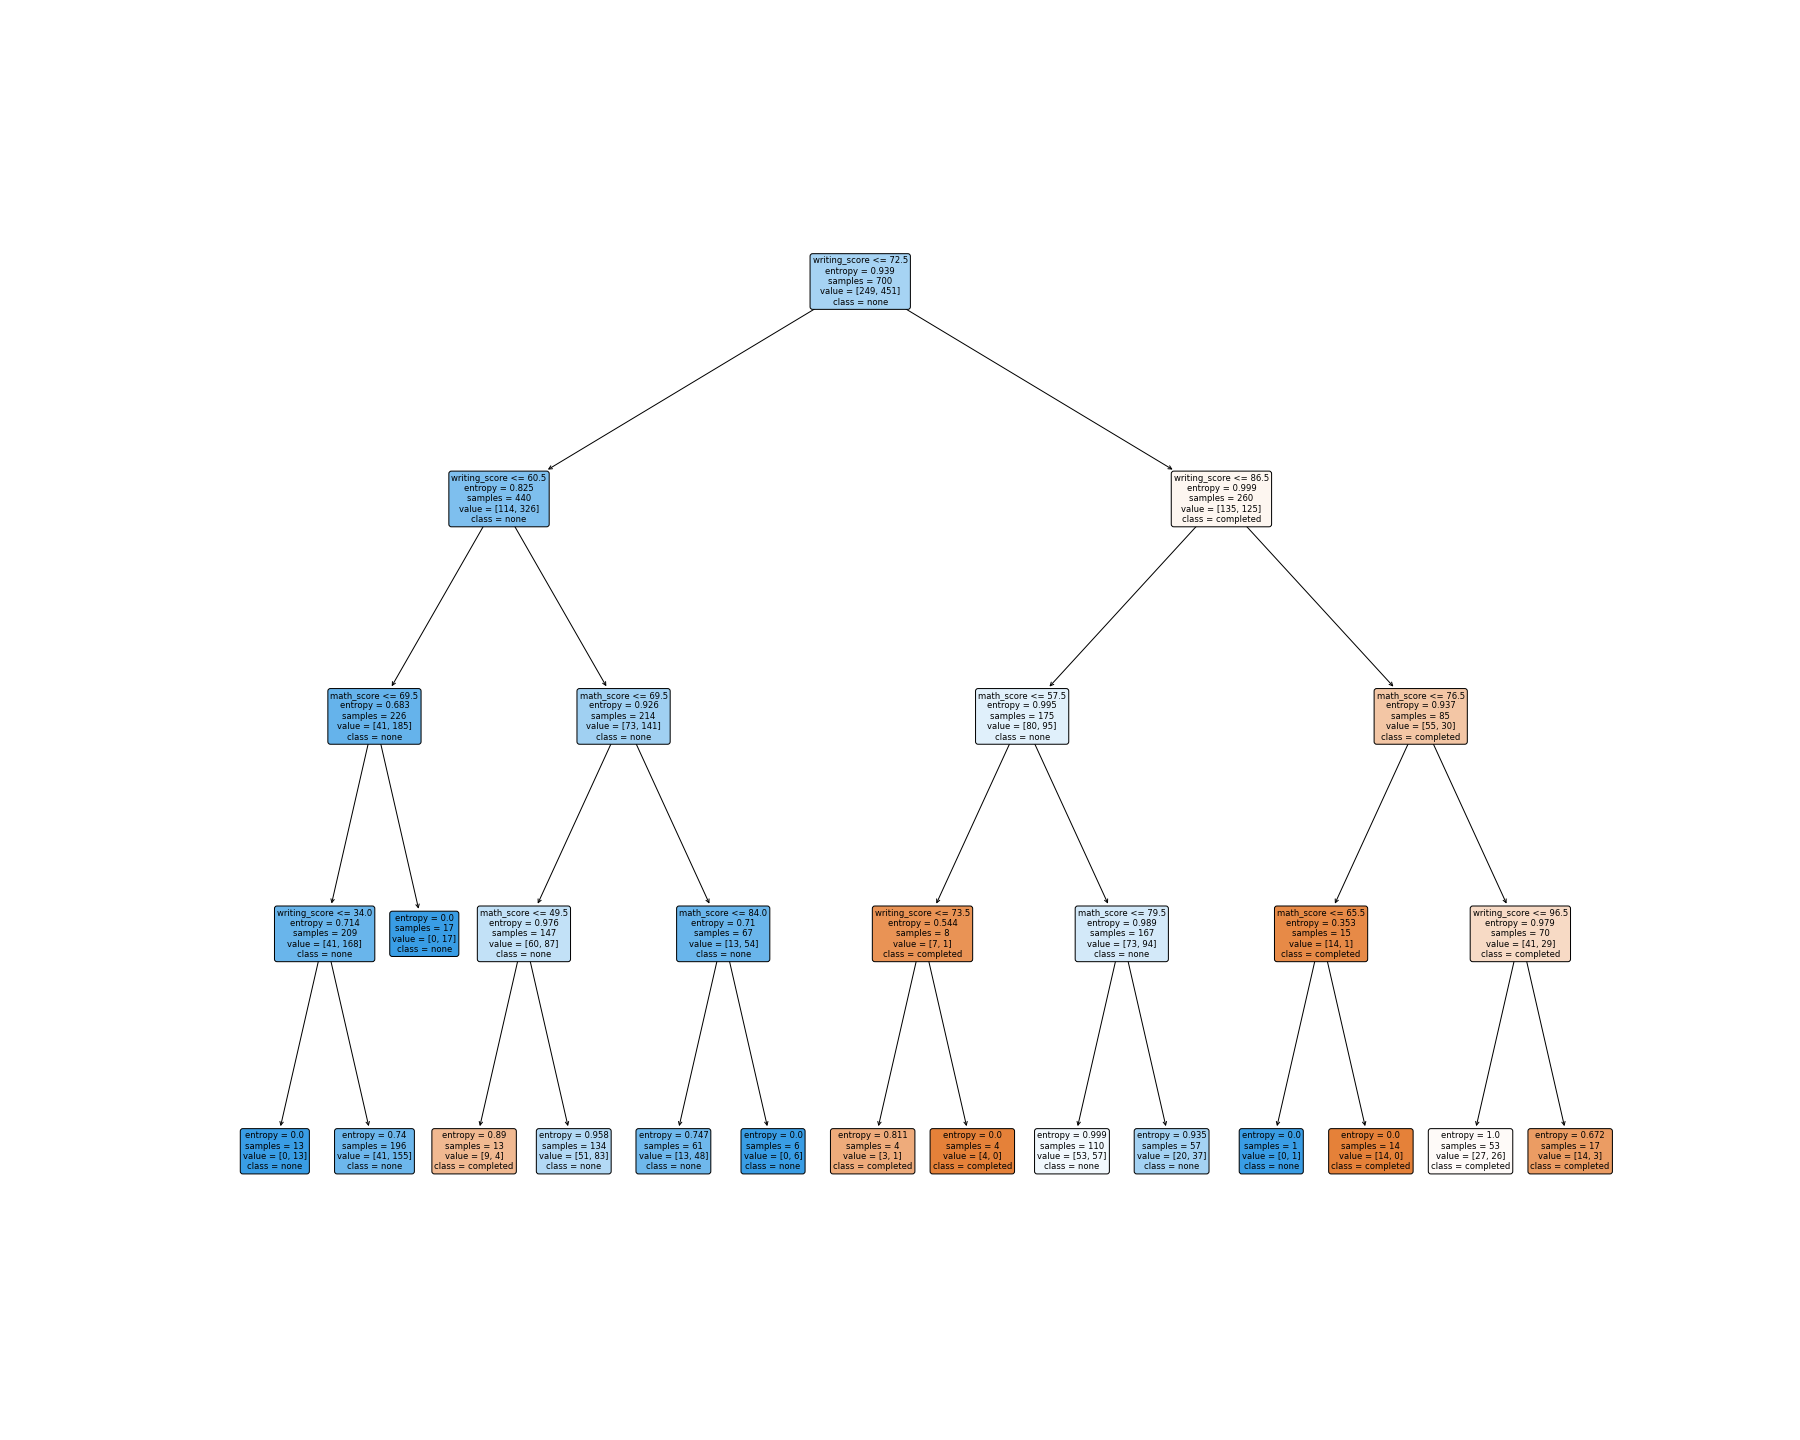 writing_score <= 72.5
entropy = 0.939
samples = 700
value = [249, 451]
class = none
writing_score <= 60.5
entropy = 0.825
samples = 440
value = [114, 326]
class = none
writing_score <= 86.5
entropy = 0.999
samples = 260
value = [135, 125]
class = completed
math_score <= 69.5
entropy = 0.683
samples = 226
value = [41, 185]
class = none
math_score <= 69.5
entropy = 0.926
samples = 214
value = [73, 141]
class = none
math_score <= 57.5
entropy = 0.995
samples = 175
value = [80, 95]
class = none
math_score <= 76.5
entropy = 0.937
samples = 85
value = [55, 30]
class = completed
writing_score <= 34.0
entropy = 0.714
samples = 209
value = [41, 168]
class = none
entropy = 0.0
samples = 17
value = [0, 17]
class = none
math_score <= 49.5
entropy = 0.976
samples = 147
value = [60, 87]
class = none
math_score <= 84.0
entropy = 0.71
samples = 67
value = [13, 54]
class = none
writing_score <= 73.5
entropy = 0.544
samples = 8
value = [7, 1]
class = completed
math_score <= 79.5
entropy = 0.989
samples = 167
value = [73, 94]
class = none
math_score <= 65.5
entropy = 0.353
samples = 15
value = [14, 1]
class = completed
writing_score <= 96.5
entropy = 0.979
samples = 70
value = [41, 29]
class = completed
entropy = 0.0
samples = 13
value = [0, 13]
class = none
entropy = 0.74
samples = 196
value = [41, 155]
class = none
entropy = 0.89
samples = 13
value = [9, 4]
class = completed
entropy = 0.958
samples = 134
value = [51, 83]
class = none
entropy = 0.747
samples = 61
value = [13, 48]
class = none
entropy = 0.0
samples = 6
value = [0, 6]
class = none
entropy = 0.811
samples = 4
value = [3, 1]
class = completed
entropy = 0.0
samples = 4
value = [4, 0]
class = completed
entropy = 0.999
samples = 110
value = [53, 57]
class = none
entropy = 0.935
samples = 57
value = [20, 37]
class = none
entropy = 0.0
samples = 1
value = [0, 1]
class = none
entropy = 0.0
samples = 14
value = [14, 0]
class = completed
entropy = 1.0
samples = 53
value = [27, 26]
class = completed
entropy = 0.672
samples = 17
value = [14, 3]
class = completed